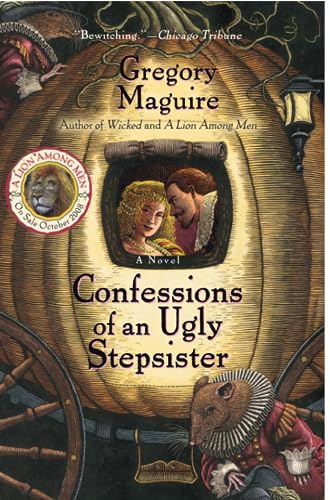 "Bewitching."—Chicago Tribune
Gregory
Maguire
Author of Wicked and A Lion Among Men
A LION AMONG MEN
On Sale October 2008
A Novel
Confessions
of an Ugly
Stepsister